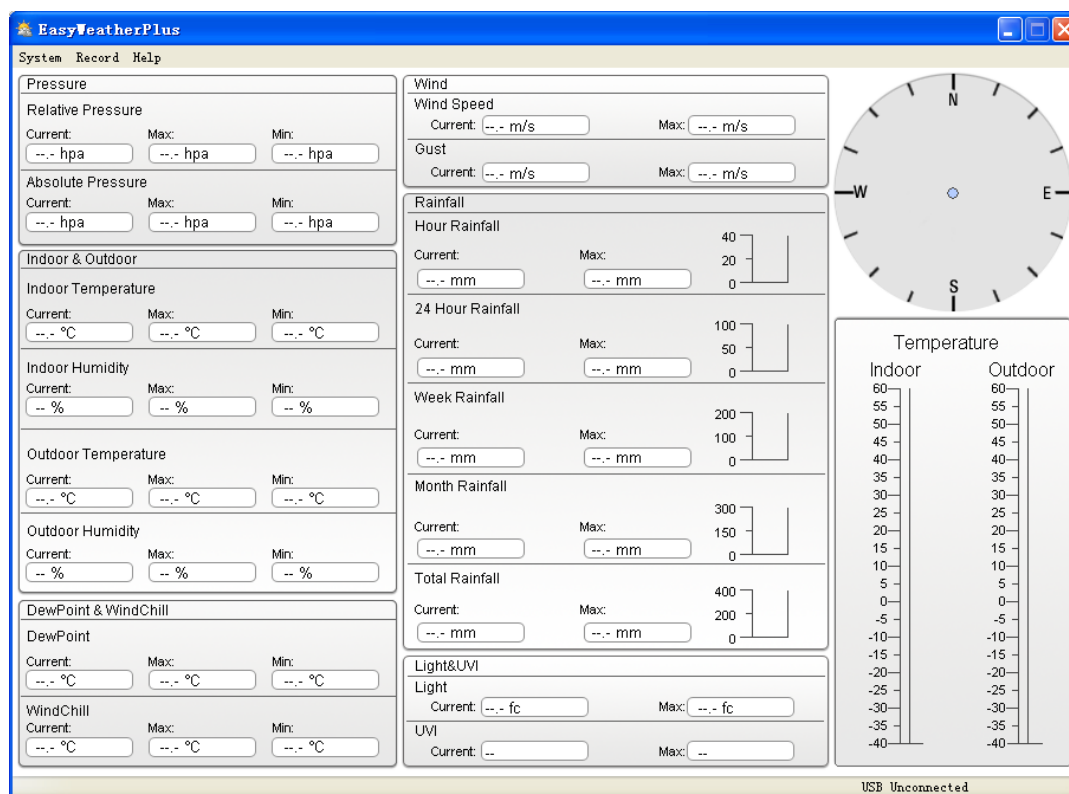 EasyWeatherPlus
System Record Help
Pressure
Relative Pressure
Current: Max: Min:
--.- hpa --.- hpa --.- hpa
Absolute Pressure
Current: Max: Min:
--.- hpa --.- hpa --.- hpa
Indoor & Outdoor
Indoor Temperature
Current: Max: Min:
--.- °C --.- °C --.- °C
Indoor Humidity
Current: Max: Min:
-- % -- % -- %
Outdoor Temperature
Current: Max: Min:
--.- °C --.- °C --.- °C
Outdoor Humidity
Current: Max: Min:
-- % -- % -- %
DewPoint & WindChill
DewPoint
Current: Max: Min:
--.- °C --.- °C --.- °C
WindChill
Current: Max: Min:
--.- °C --.- °C --.- °C
Wind
Wind Speed
Current: --.- m/s Max: --.- m/s
Gust
Current: --.- m/s Max: --.- m/s
Rainfall
Hour Rainfall
Current: Max:
--.- mm --.- mm
40
20
0
24 Hour Rainfall
Current: Max:
--.- mm --.- mm
100
50
0
Week Rainfall
Current: Max:
--.- mm --.- mm
200
100
0
Month Rainfall
Current: Max:
--.- mm --.- mm
300
150
0
Total Rainfall
Current: Max:
--.- mm --.- mm
400
200
0
Light&UVI
Light
Current: --.- fc Max: --.- fc
UVI
Current: -- Max: --
N
W E
S
Temperature
Indoor Outdoor
60 60
55 55
50 50
45 45
40 40
35 35
30 30
25 25
20 20
15 15
10 10
5 5
0 0
-5 -5
-10 -10
-15 -15
-20 -20
-25 -25
-30 -30
-35 -35
-40 -40
USB Unconnected